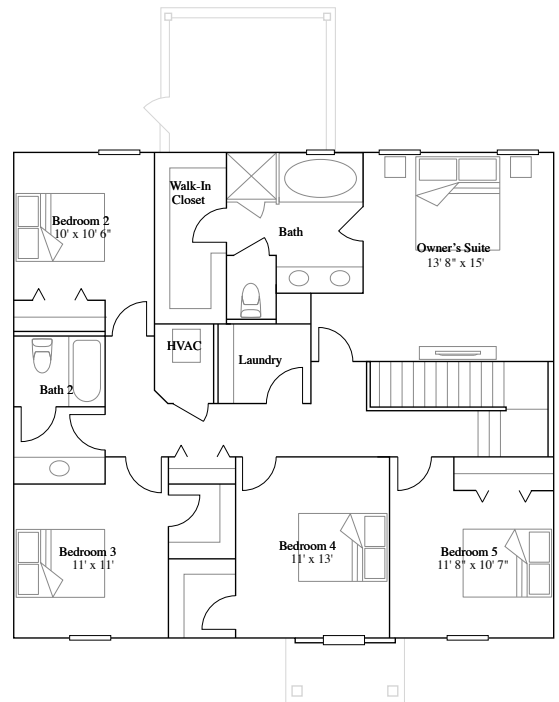 Walk-In
Closet
Bedroom 2
10' x 10' 6"
Bath
Owner's Suite
13' 8" x 15'
HVAC
Laundry
Bath 2
Bedroom 3
11' x 11'
Bedroom 4
11' x 13'
Bedroom 5
11' 8" x 10' 7"